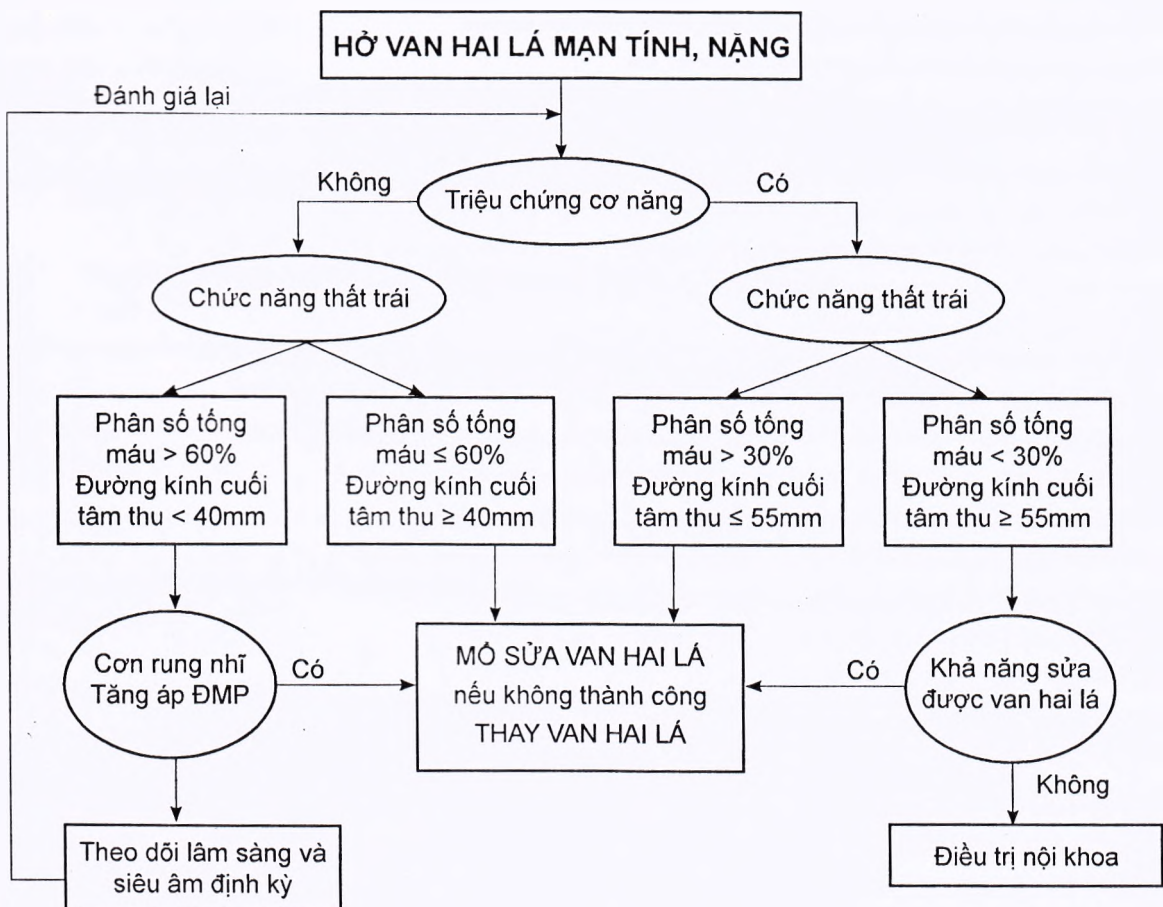 HỞ VAN HAI LÁ MẠN TÍNH, NẶNG
Đánh giá lại
Không
Triệu chứng cơ năng
Có
Chức năng thất trái
Chức năng thất trái
Phân số tống
máu > 60%
Đường kính cuối
tâm thu < 40mm
Phân số tống
máu ≤ 60%
Đường kính cuối
tâm thu ≥ 40mm
Phân số tống
máu > 30%
Đường kính cuối
tâm thu ≤ 55mm
Phân số tống
máu < 30%
Đường kính cuối
tâm thu ≥ 55mm
Cơn rung nhĩ
Tăng áp ĐMP
Có
MỔ SỬA VAN HAI LÁ
nếu không thành công
THAY VAN HAI LÁ
Có
Khả năng sửa
được van hai lá
Không
Theo dõi lâm sàng và
siêu âm định kỳ
Điều trị nội khoa